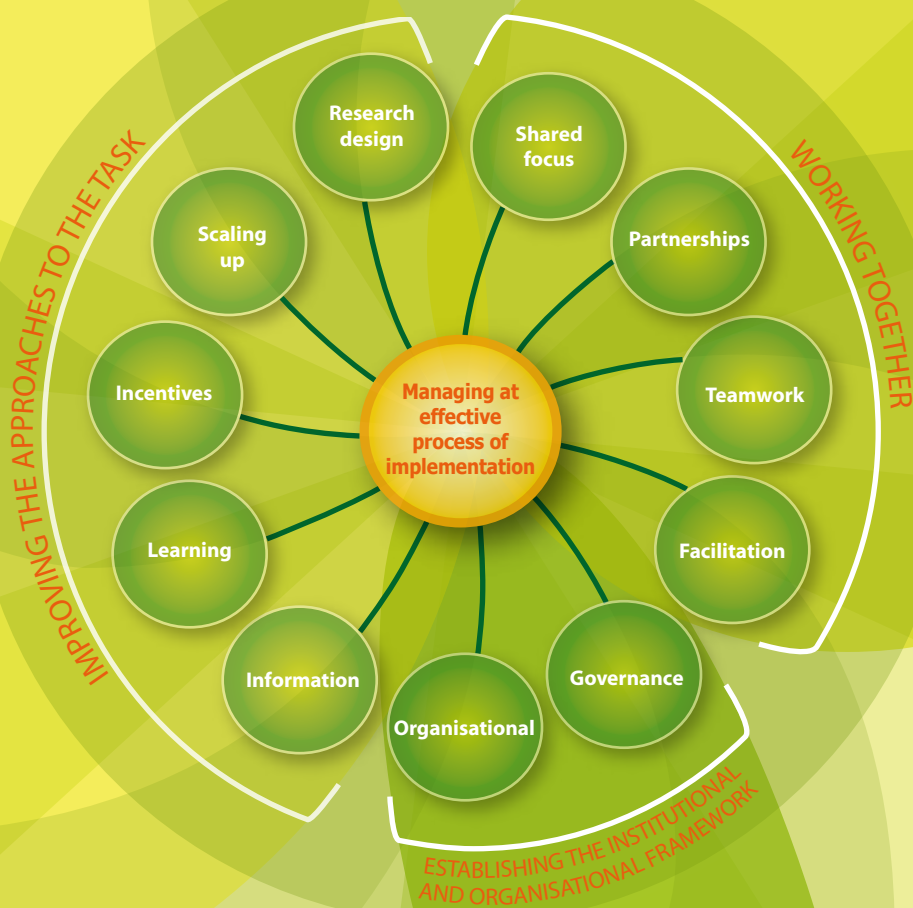 Research
design
Shared
focus
Scaling
up
Partnerships
Incentives
Managing at
effective
process of
implementation
Teamwork
Learning
Facilitation
Information
Organisational
Governance
IMPROVING THE APPROACHES TO THE TASK
WORKING TOGETHER
ESTABLISHING THE INSTITUTIONAL
AND ORGANISATIONAL FRAMEWORK